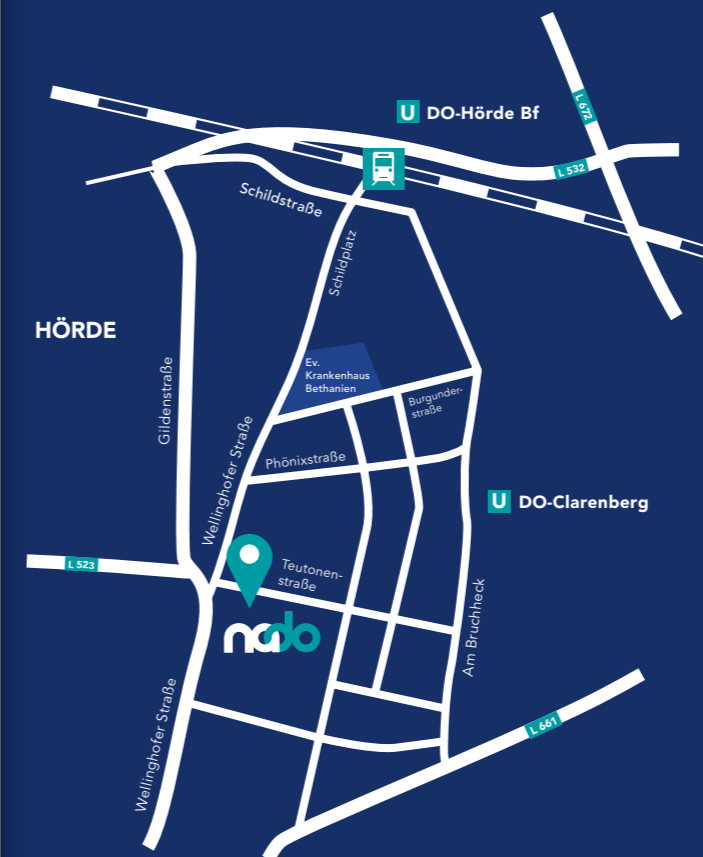 L 672
U DO-Hörde Bf
L 532
Schildstraße
Schildplatz
HÖRDE
Ev.
Krankenhaus
Bethanien
Gildenstraße
Burgunder-
straße
Wellinghofer Straße
Phönixstraße
U DO-Clarenberg
L 523
Teutonen-
straße
nado
Am Bruchheck
Wellinghofer Straße
L 661